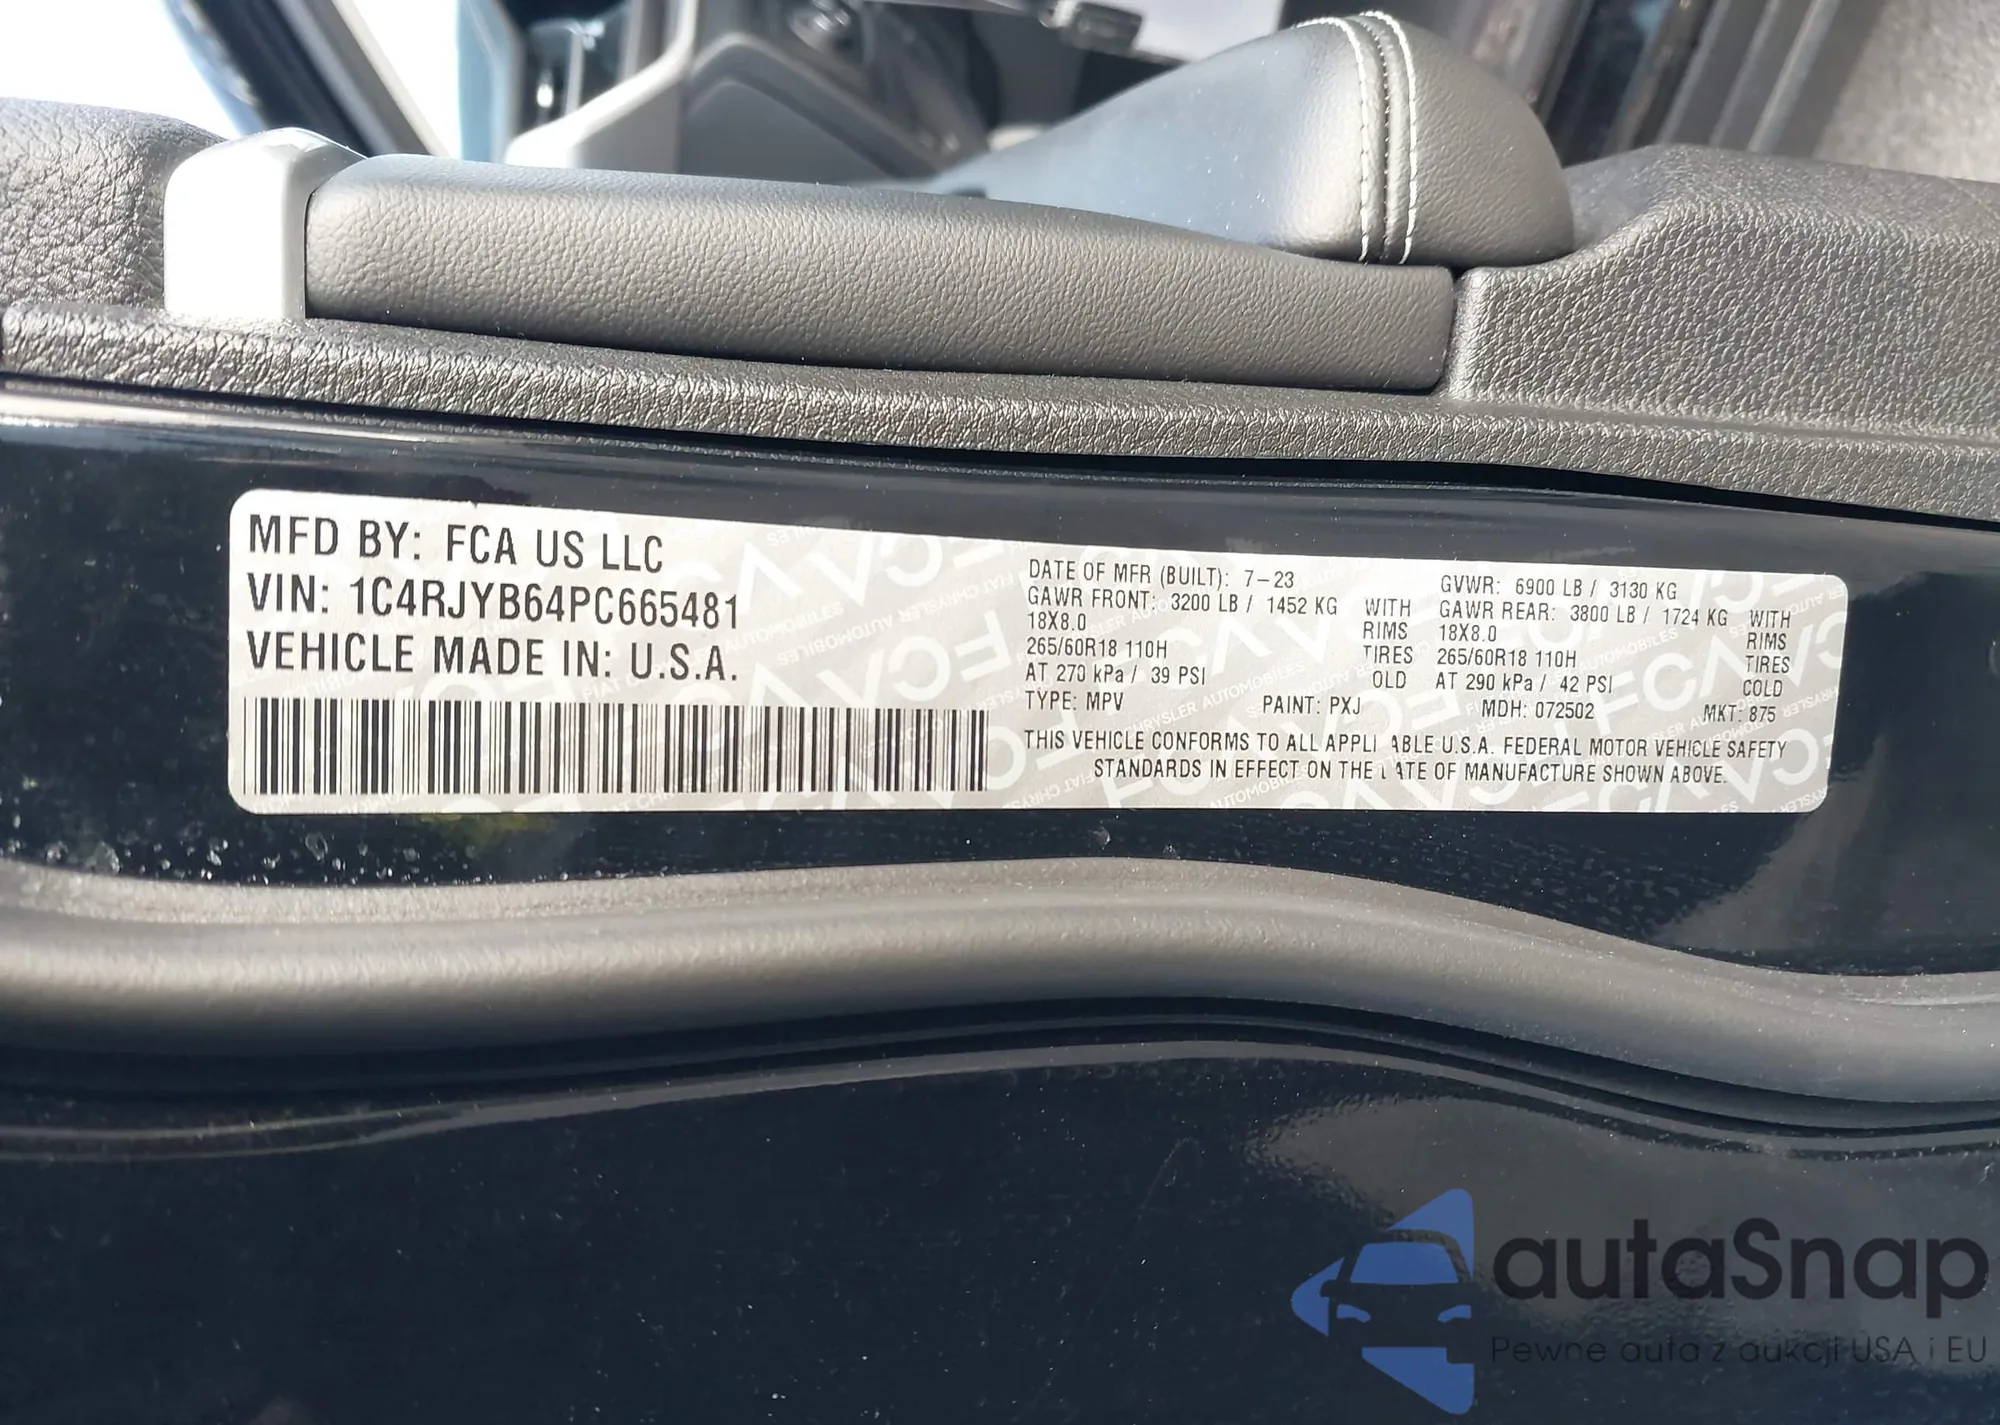 MFD BY: FCA US LLC
VIN: 1C4RJYB64PC665481
VEHICLE MADE IN: U.S.A.
DATE OF MFR (BUILT): 7-23
GAWR FRONT: 3200 LB / 1452 KG WITH
18X8.0 RIMS
265/60R18 110H TIRES
AT 270 kPa / 39 PSI OLD
TYPE: MPV PAINT: PXJ MDH: 072502 MKT: 875
GVWR: 6900 LB / 3130 KG
GAWR REAR: 3800 LB / 1724 KG WITH
18X8.0 RIMS
265/60R18 110H TIRES
AT 290 kPa / 42 PSI COLD
THIS VEHICLE CONFORMS TO ALL APPLI ABLE U.S.A. FEDERAL MOTOR VEHICLE SAFETY
STANDARDS IN EFFECT ON THE DATE OF MANUFACTURE SHOWN ABOVE.
autaSnap
Pewne auta z aukcji USA i EU